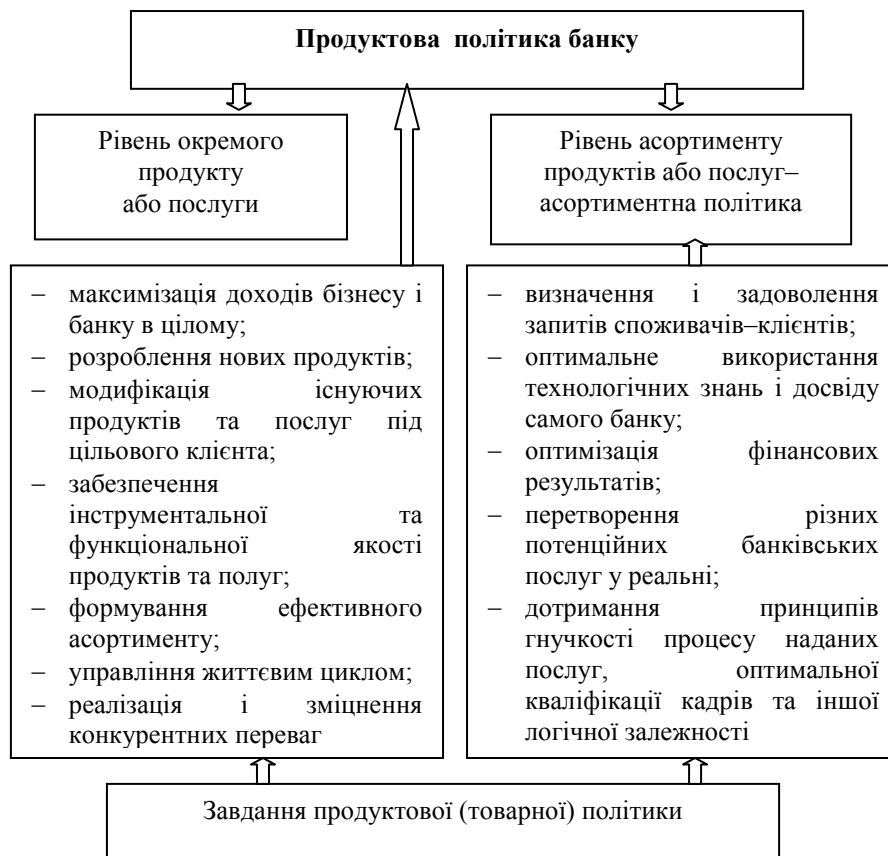 Продуктова політика банку
Рівень окремого
продукту
або послуги
Рівень асортименту
продуктів або послуг–
асортиментна політика
– максимізація доходів бізнесу і
банку в цілому;
– розроблення нових продуктів;
– модифікація існуючих
продуктів та послуг під
цільового клієнта;
– забезпечення
інструментальної та
функціональної якості
продуктів та полуг;
– формування ефективного
асортименту;
– управління життєвим циклом;
– реалізація і зміцнення
конкурентних переваг
– визначення і задоволення
запитів споживачів–клієнтів;
– оптимальне використання
технологічних знань і досвіду
самого банку;
– оптимізація фінансових
результатів;
– перетворення різних
потенційних банківських
послуг у реальні;
– дотримання принципів
гнучкості процесу наданих
послуг, оптимальної
кваліфікації кадрів та іншої
логічної залежності
Завдання продуктової (товарної) політики